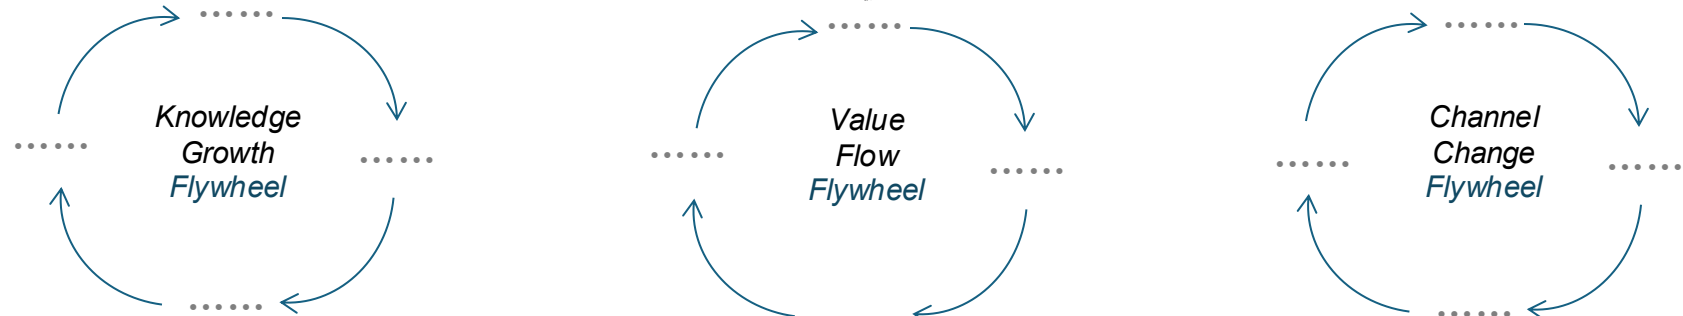 ......
......
......
Knowledge
Growth
Flywheel
......
......
......
Value
Flow
Flywheel
......
......
......
Channel
Change
Flywheel
......
......
......